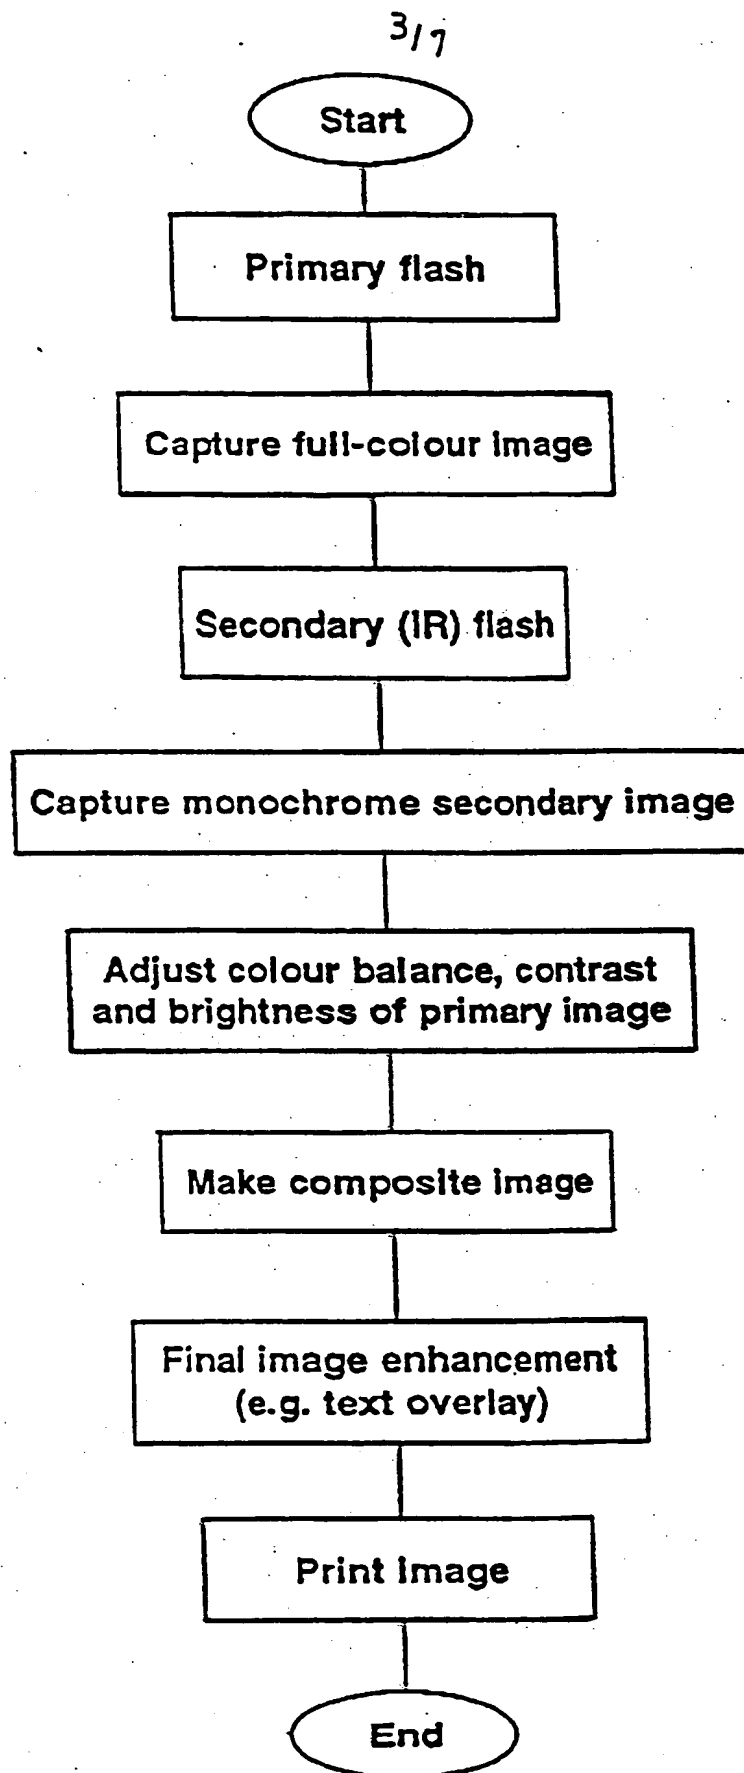 3/7
Start
Primary flash
Capture full-colour image
Secondary (IR) flash
Capture monochrome secondary image
Adjust colour balance, contrast
and brightness of primary image
Make composite image
Final image enhancement
(e.g. text overlay)
Print image
End